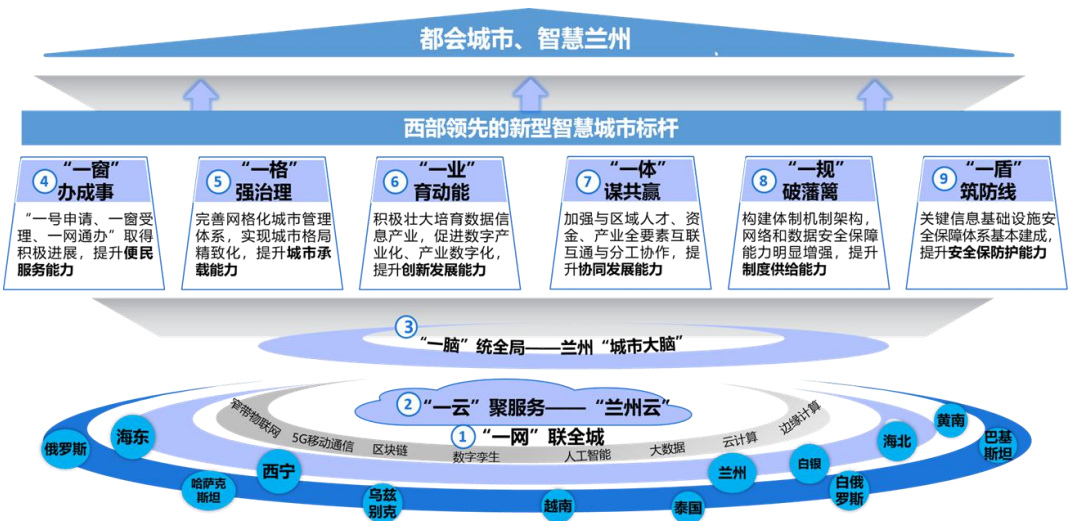 都会城市、智慧兰州
西部领先的新型智慧城市标杆
④
“一窗”
办成事
“一号申请、一窗受
理、一网通办”取得
积极进展，提升便民
服务能力
⑤
“一格”
强治理
完善网格化城市管理
体系，实现城市格局
精致化，提升城市承
载能力
⑥
“一业”
育动能
积极壮大培育数据信
息产业，促进数字产
业化、产业数字化，
提升创新发展能力
⑦
“一体”
谋共赢
加强与区域人才、资
金、产业全要素互联
互通与分工协作，提
升协同发展能力
⑧
“一规”
破藩篱
构建体制机制架构，
网络和数据安全保障
能力明显增强，提升
制度供给能力
⑨
“一盾”
筑防线
关键信息基础设施安
全保障体系基本建成，
提升安全保防护能力
③
“一脑”统全局——兰州“城市大脑”
②“一云”聚服务——“兰州云”
①“一网”联全城
窄带物联网
5G移动通信
区块链
数字孪生
人工智能
大数据
云计算
边缘计算
俄罗斯
海东
哈萨克
斯坦
西宁
乌兹
别克
越南
泰国
兰州
白银
白俄
罗斯
海北
黄南
巴基
斯坦